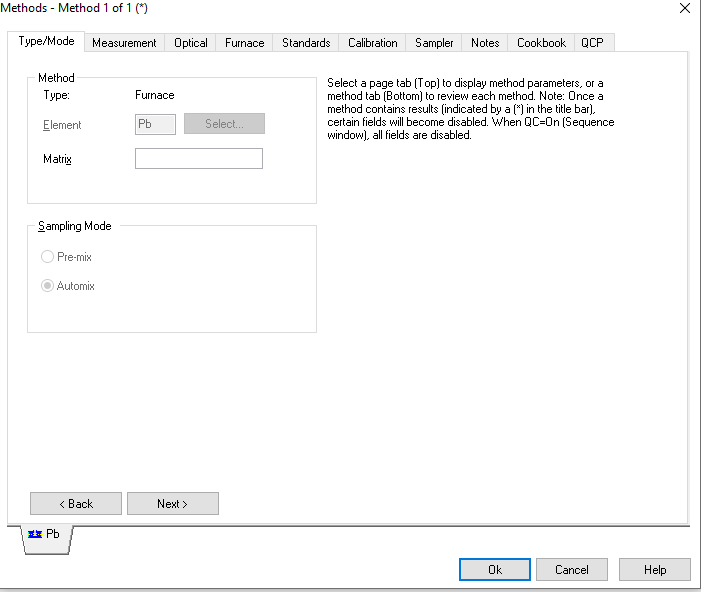 Methods - Method 1 of 1 (*)
Type/Mode Measurement Optical Furnace Standards Calibration Sampler Notes Cookbook QCP
Method
Type: Furnace
Element Pb Select...
Matrix
Select a page tab (Top) to display method parameters, or a
method tab (Bottom) to review each method. Note: Once a
method contains results (indicated by a (*) in the title bar),
certain fields will become disabled. When QC=On (Sequence
window), all fields are disabled.
Sampling Mode
Pre-mix
Automix
< Back Next >
Pb
Ok Cancel Help